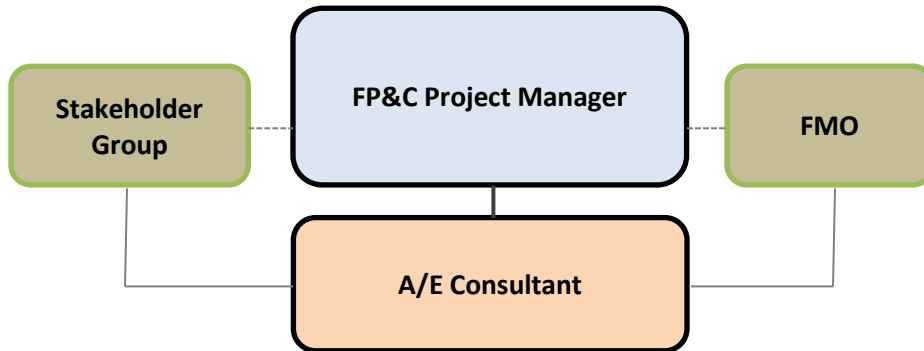 FP&C Project Manager
Stakeholder
Group
FMO
A/E Consultant